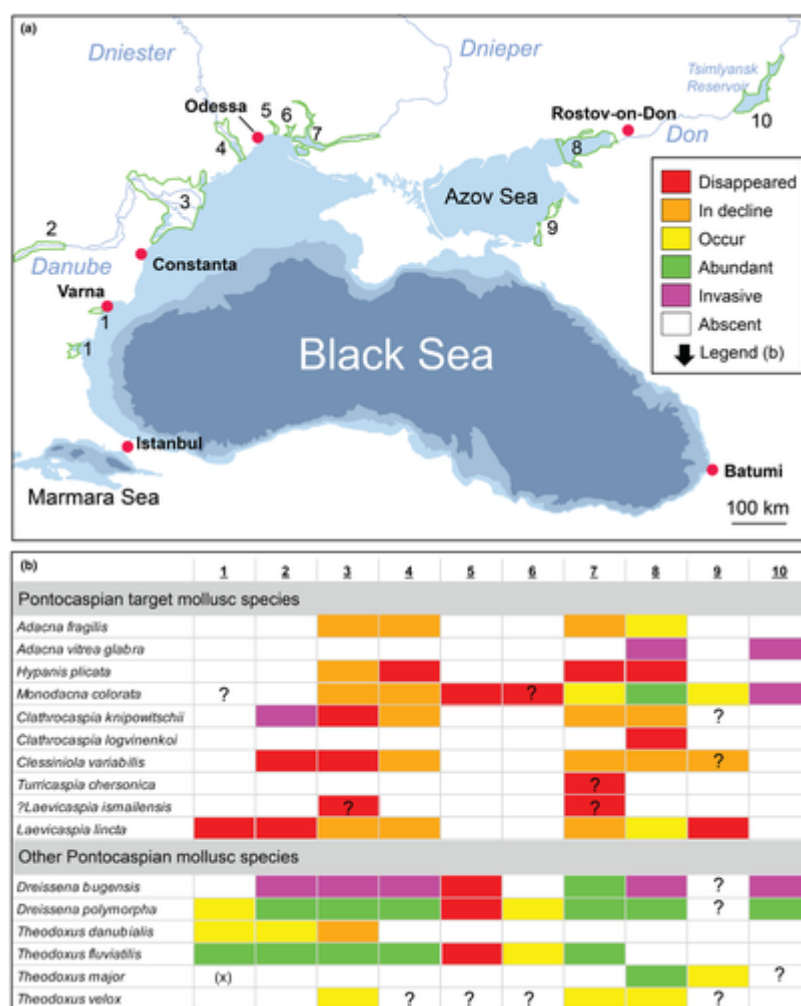 (a)
Dniester
Dnieper
Tsimlyansk
Reservoir
Odessa
5
6
7
Rostov-on-Don
10
4
Don
8
3
Azov Sea
2
9
Danube
Constanta
Varna
1
1
Black Sea
Istanbul
Marmara Sea
Batumi
100 km
Disappeared
In decline
Occur
Abundant
Invasive
Abscent
Legend (b)
(b) 1 2 3 4 5 6 7 8 9 10
Pontocaspian target mollusc species
Adacna fragilis
Adacna vitrea glabra
Hypanis plicata
Monodacna colorata ? ?
Clathrocaspia knipowitschii ?
Clathrocaspia logvinenkoi
Clessiniola variabilis ?
Turricaspia chersonica ?
?Laevicaspia ismailensis ? ?
Laevicaspia lincta
Other Pontocaspian mollusc species
Dreissena bugensis ?
Dreissena polymorpha ?
Theodoxus danubialis
Theodoxus fluviatilis
Theodoxus major (x) ?
Theodoxus velox ? ? ? ?